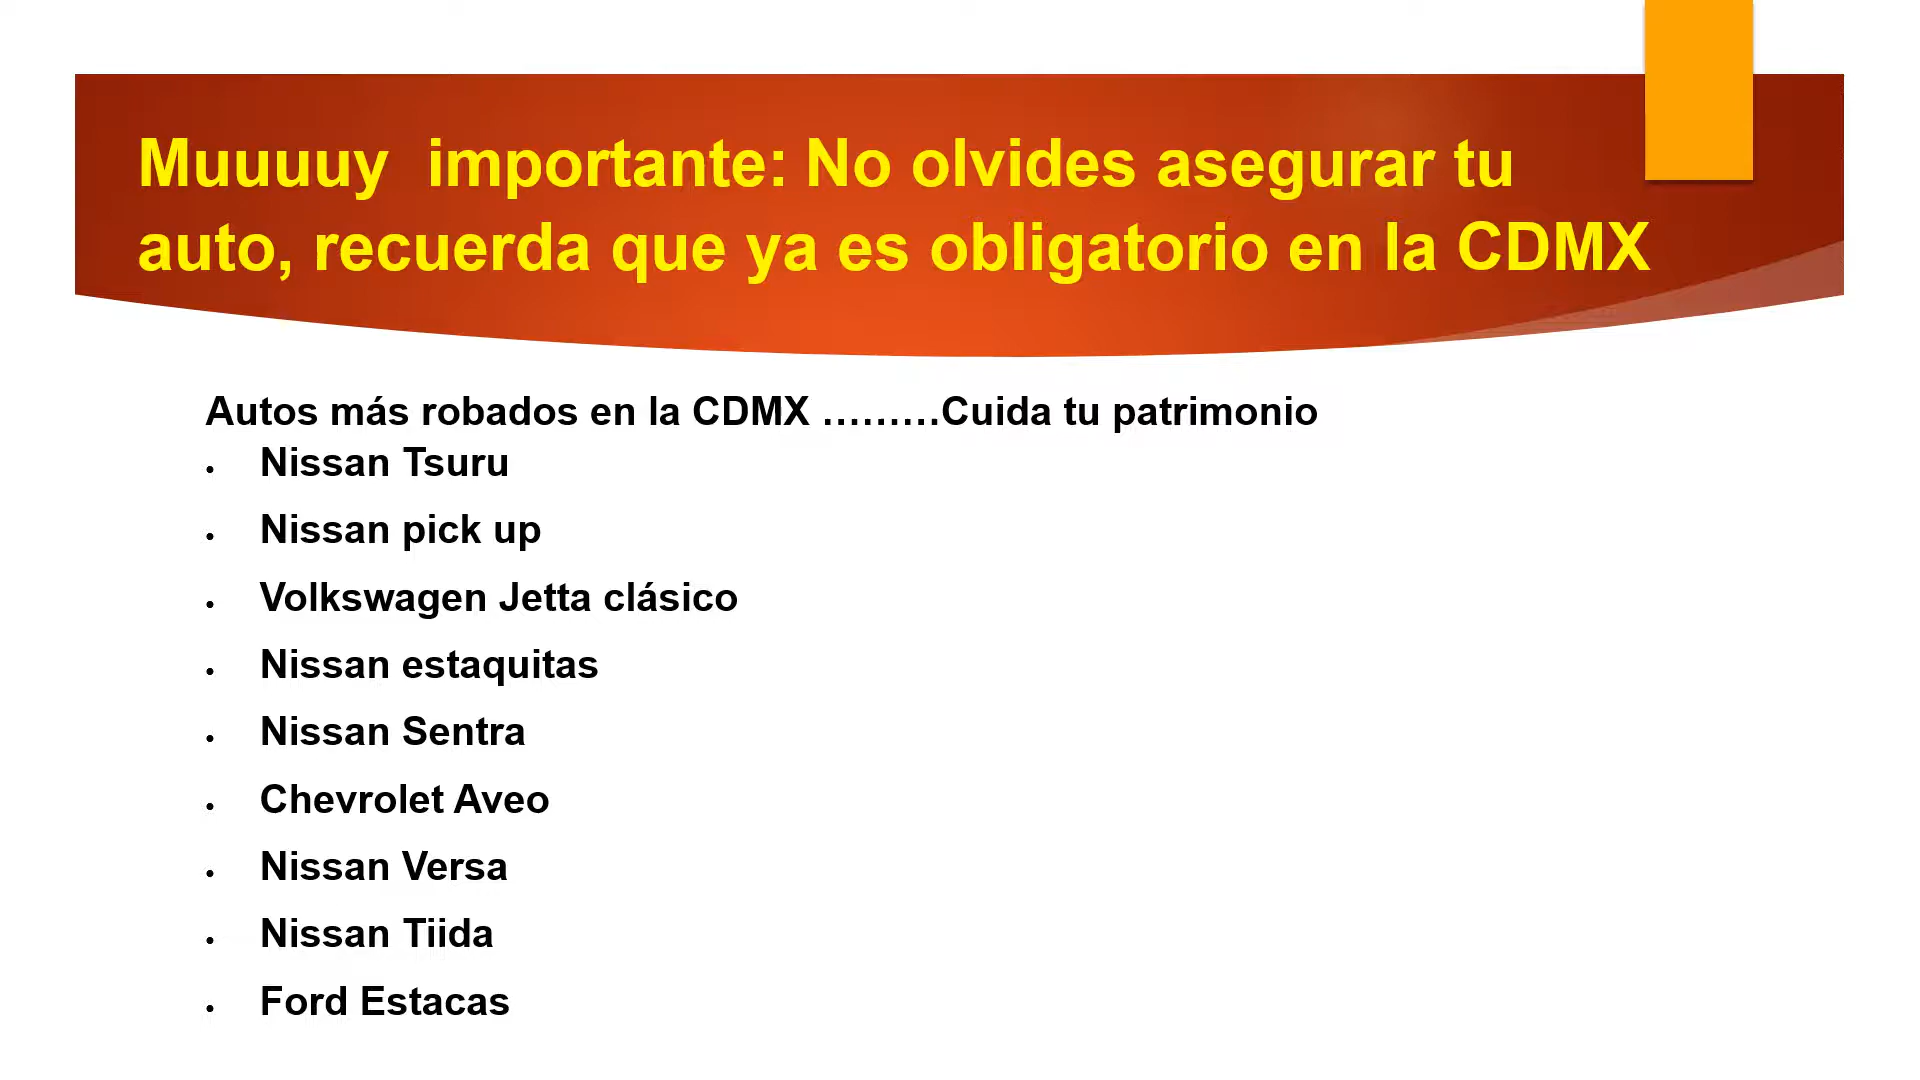 Muuuuy  importante: No olvides asegurar tu
auto, recuerda que ya es obligatorio en la CDMX
Autos más robados en la CDMX ………Cuida tu patrimonio
• Nissan Tsuru
• Nissan pick up
• Volkswagen Jetta clásico
• Nissan estaquitas
• Nissan Sentra
• Chevrolet Aveo
• Nissan Versa
• Nissan Tiida
• Ford Estacas